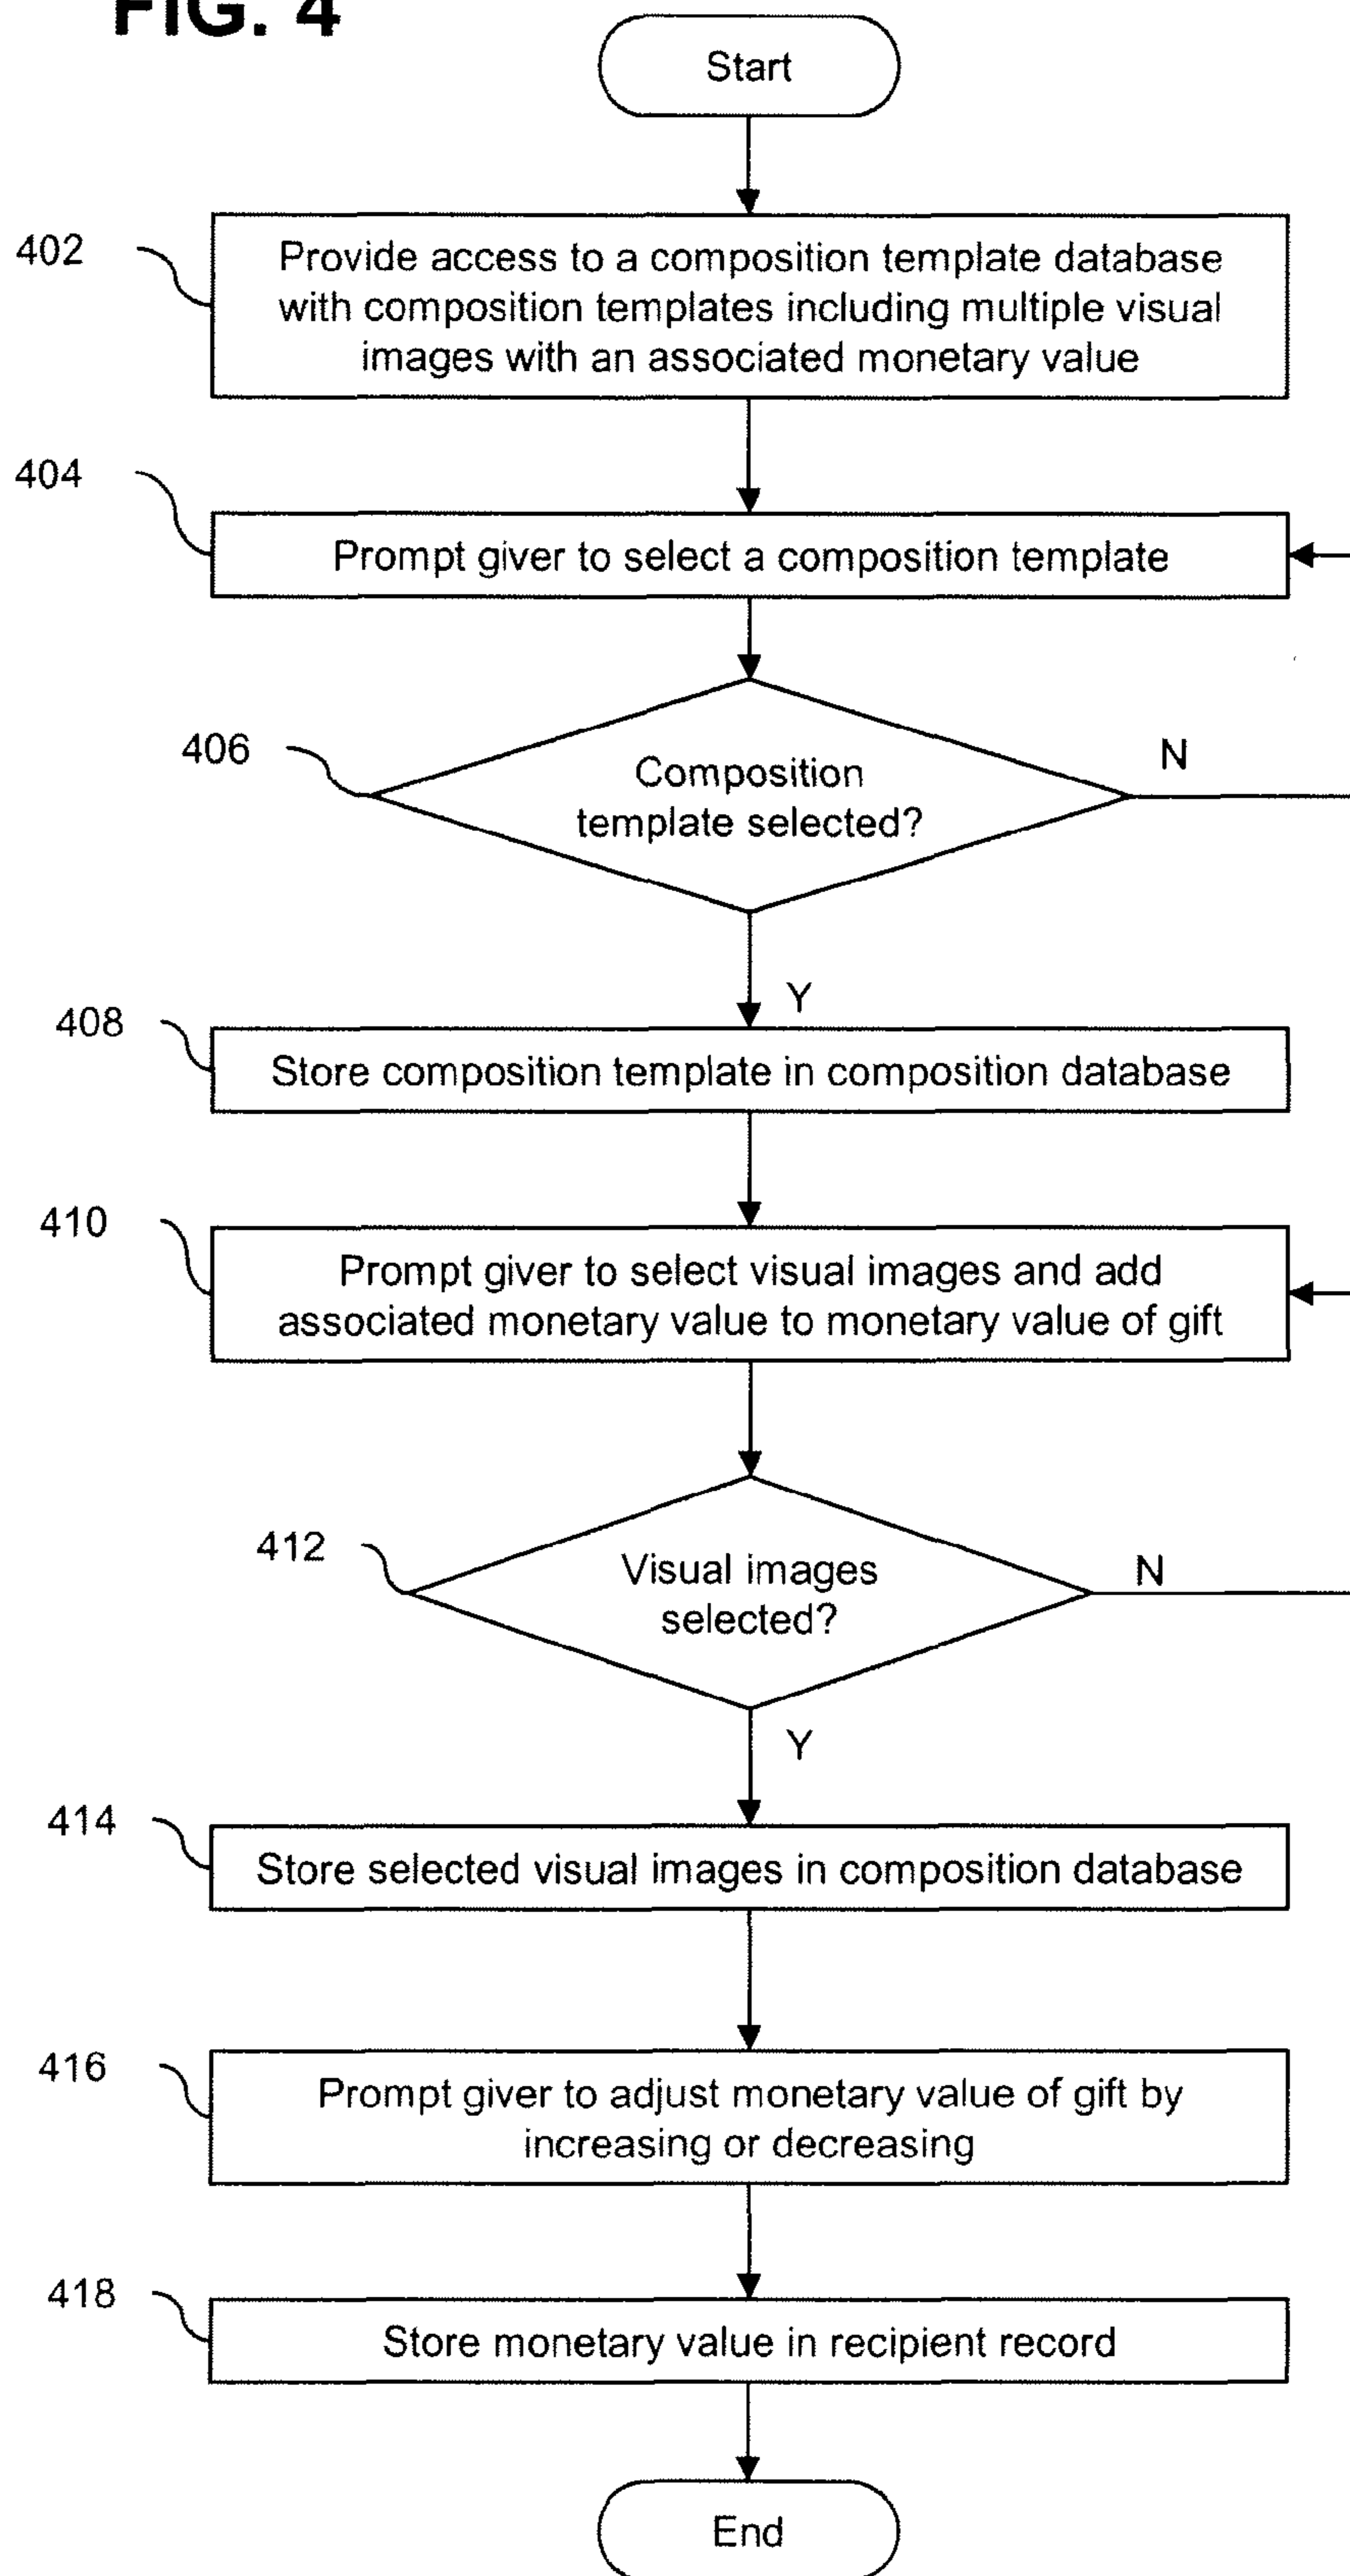 FIG. 4
Start
402
Provide access to a composition template database
with composition templates including multiple visual
images with an associated monetary value
404
Prompt giver to select a composition template
406
Composition
template selected?
N
Y
408
Store composition template in composition database
410
Prompt giver to select visual images and add
associated monetary value to monetary value of gift
412
Visual images
selected?
N
Y
414
Store selected visual images in composition database
416
Prompt giver to adjust monetary value of gift by
increasing or decreasing
418
Store monetary value in recipient record
End